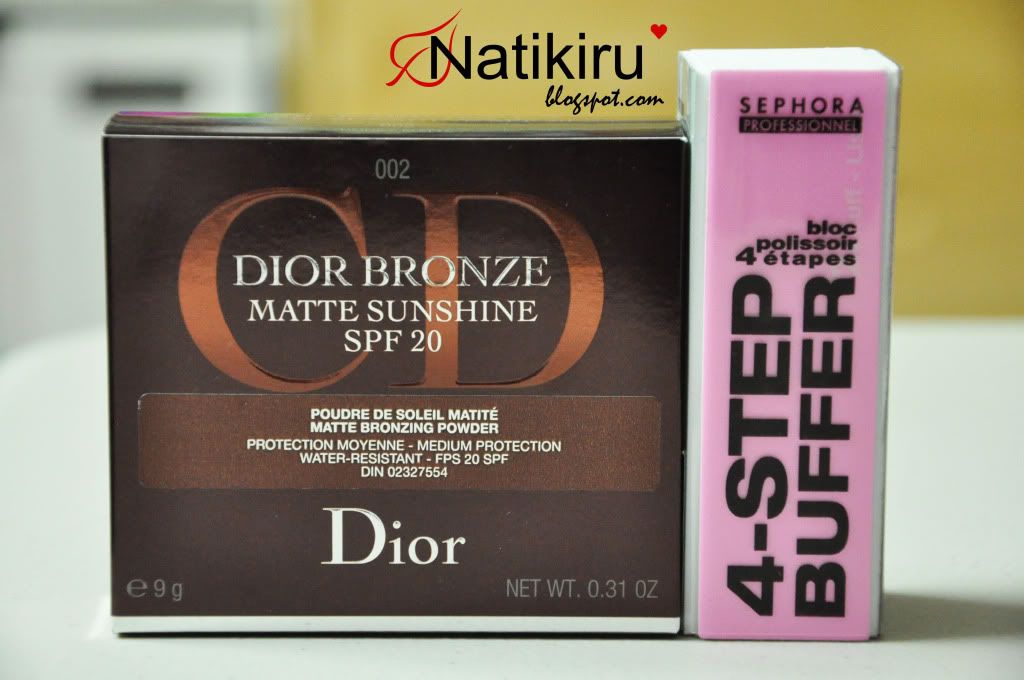 Natikiru
blogspot.com
002
CD
DIOR BRONZE
MATTE SUNSHINE
SPF 20
POUDRE DE SOLEIL MATITÉ
MATTE BRONZING POWDER
PROTECTION MOYENNE - MEDIUM PROTECTION
WATER-RESISTANT - FPS 20 SPF
DIN 02327554
Dior
e 9 g
NET WT. 0.31 OZ
SEPHORA
PROFESSIONNEL
bloc
polissoir
4 étapes
4-STEP
BUFFER